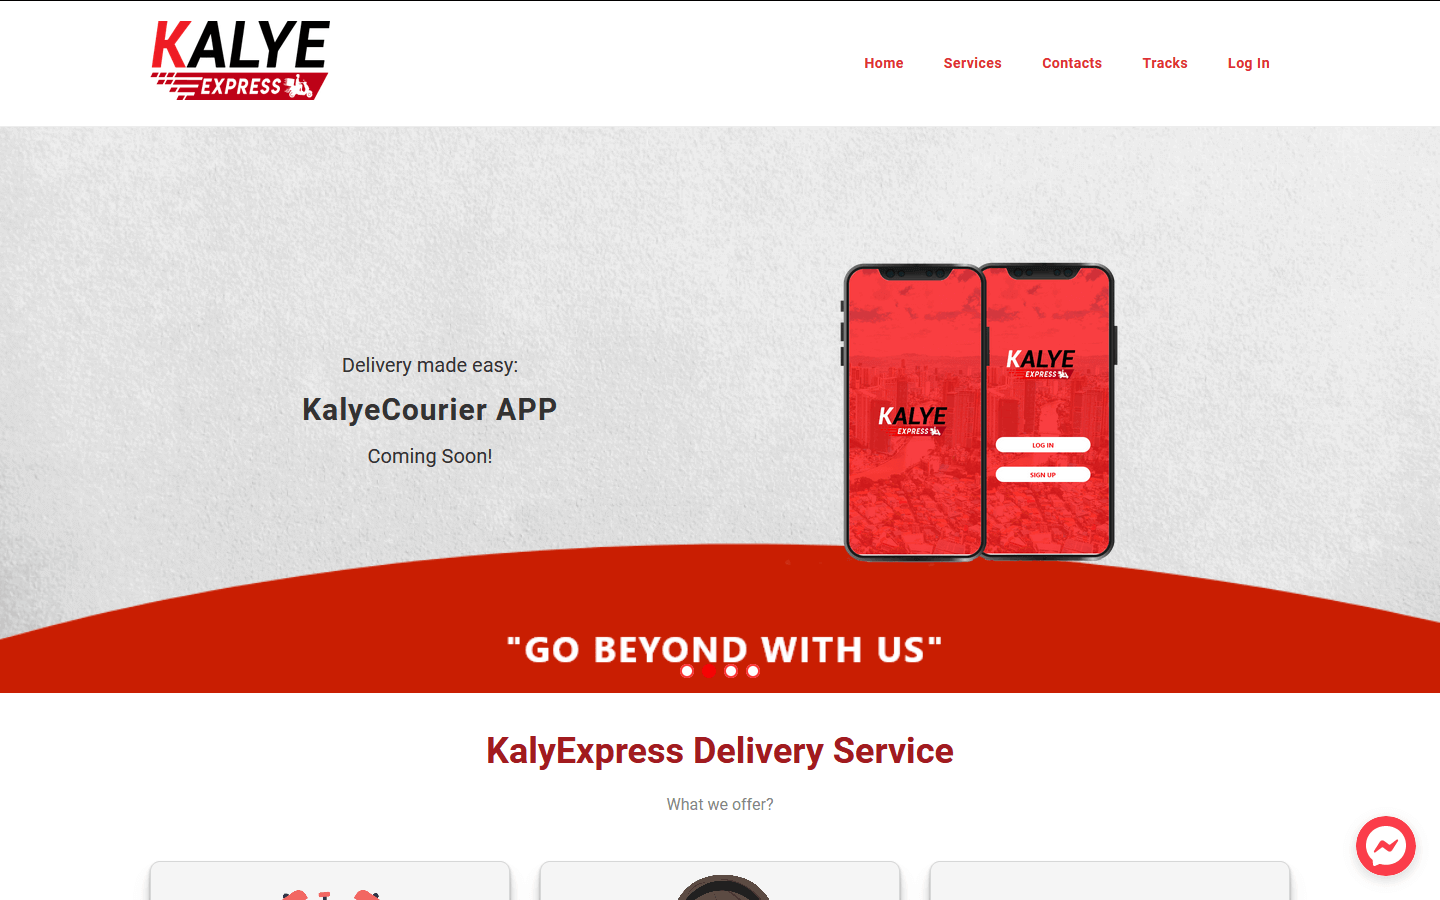 KALYE
EXPRESS
Home
Services
Contacts
Tracks
Log In
Delivery made easy:
KalyeCourier APP
Coming Soon!
KALYE
EXPRESS
KALYE
EXPRESS
LOG IN
SIGN UP
"GO BEYOND WITH US"
KalyExpress Delivery Service
What we offer?